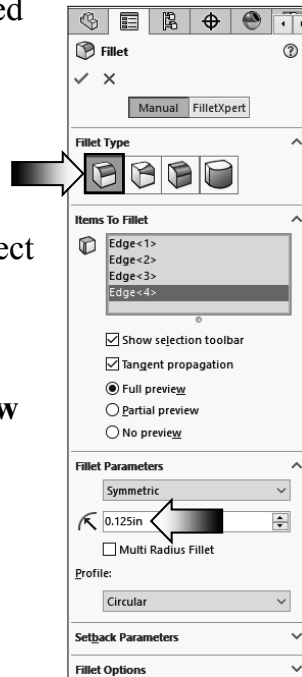 ed
Fillet
Manual FilletXpert
Fillet Type
Items To Fillet
Edge<1>
ect
Edge<2>
Edge<3>
Edge<4>
Show selection toolbar
Tangent propagation
Full preview
w
Partial preview
No preview
Fillet Parameters
Symmetric
0.125in
Multi Radius Fillet
Profile:
Circular
Setback Parameters
Fillet Options